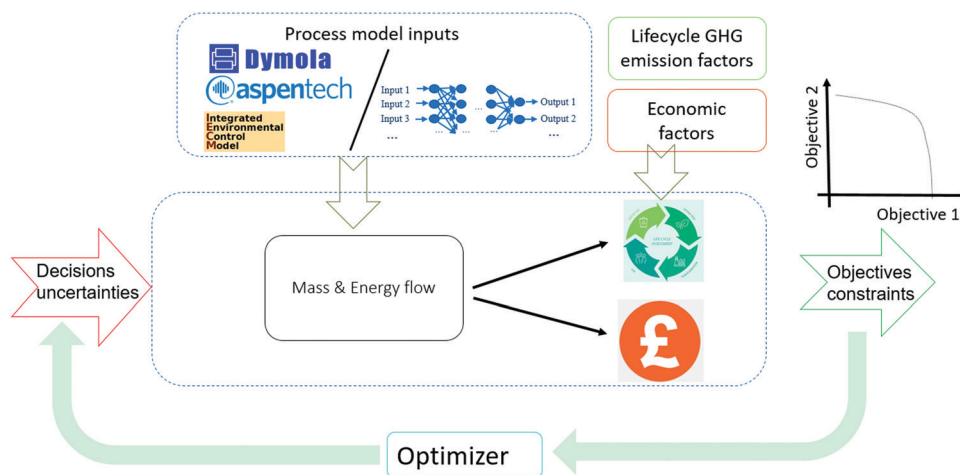 Process model inputs
Dymola
aspentech
Integrated
Environmental
Control
Model
Input 1
Input 2
Input 3
...
...
...
Output 1
Output 2
...
Lifecycle GHG
emission factors
Economic
factors
Objective 2
Objective 1
Decisions
uncertainties
Mass & Energy flow
£
Objectives
constraints
Optimizer